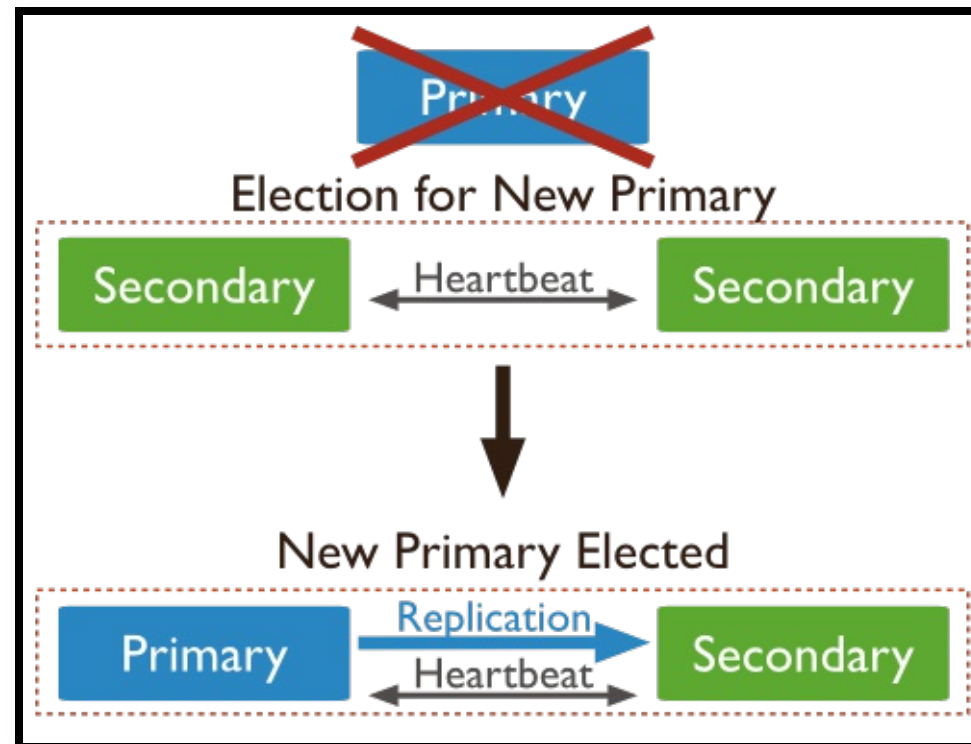 Primary
Election for New Primary
Secondary
Heartbeat
Secondary
New Primary Elected
Primary
Replication
Heartbeat
Secondary